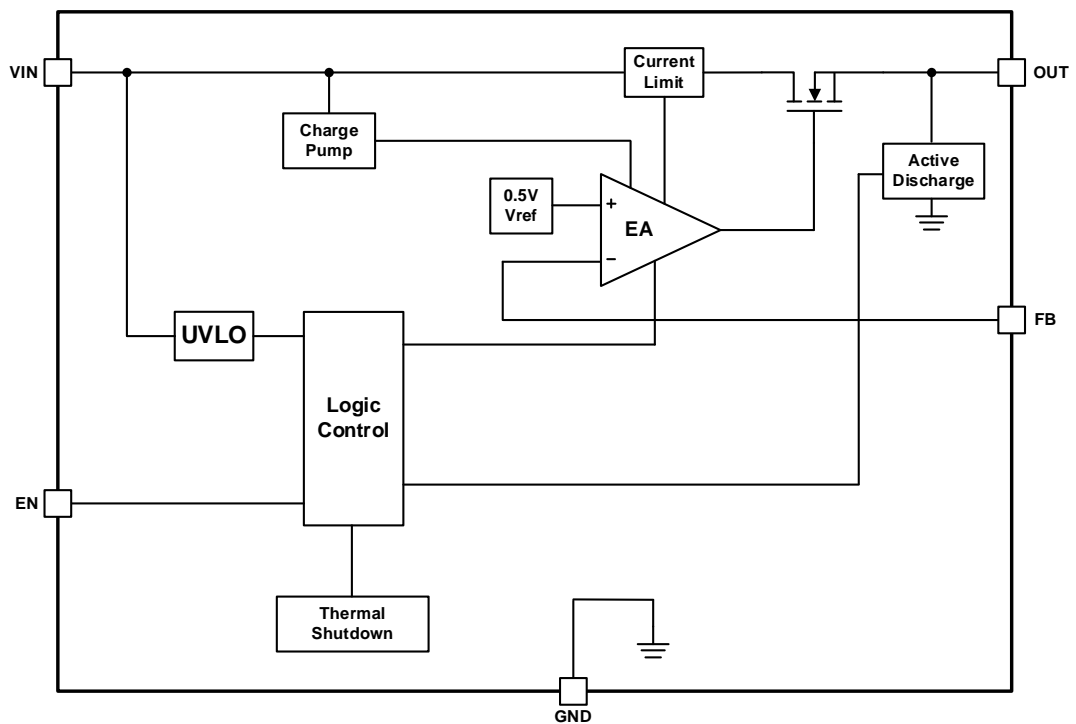 VIN
Current
Limit
OUT
Charge
Pump
Active
Discharge
0.5V
Vref
+
EA
−
FB
UVLO
Logic
Control
EN
Thermal
Shutdown
GND